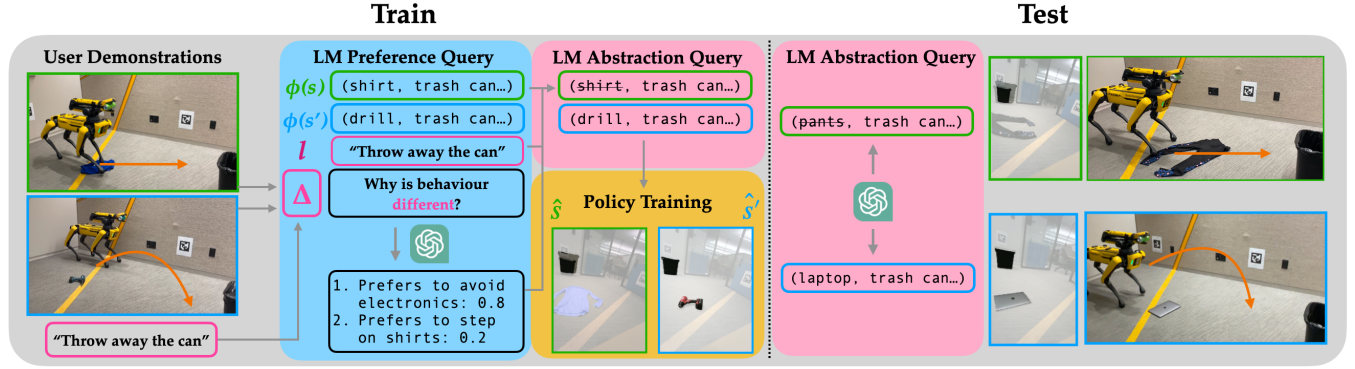 Train
Test
User Demonstrations
LM Preference Query
LM Abstraction Query
LM Abstraction Query
ϕ(s)
(shirt, trash can…)
(shirt, trash can…)
ϕ(s′)
(drill, trash can…)
(drill, trash can…)
(pants, trash can…)
l
“Throw away the can”
Δ
Why is behaviour
different?
ŝ
Policy Training
ŝ′
(laptop, trash can…)
1. Prefers to avoid
electronics: 0.8
2. Prefers to step
on shirts: 0.2
“Throw away the can”